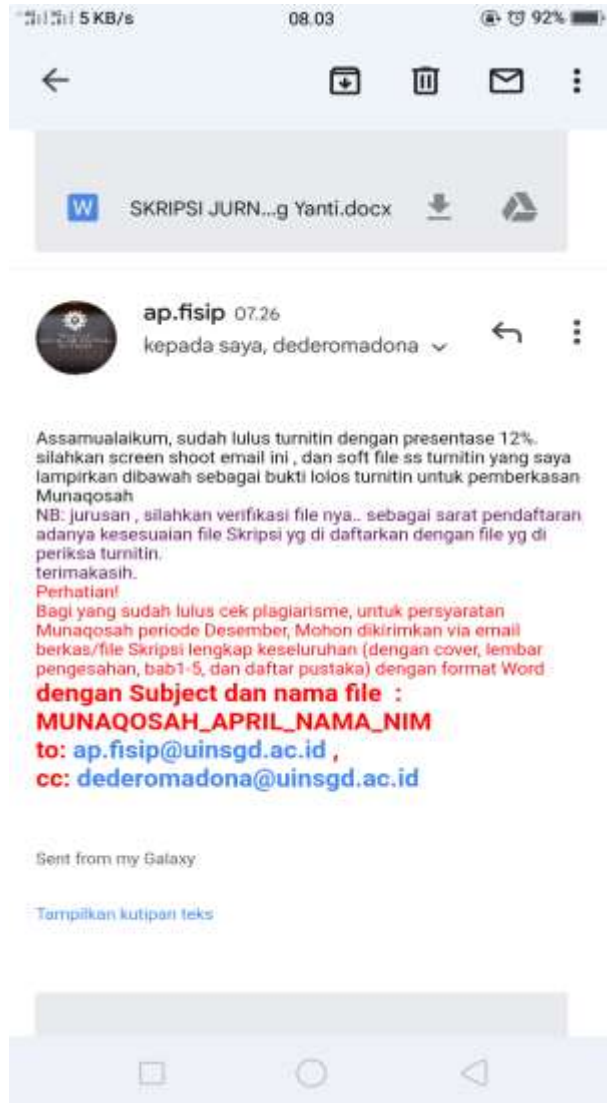 5 KB/s 08.03 92%
W SKRIPSI JURN...g Yanti.docx
ap.fisip 07.26
kepada saya, dederomadona
Assamualaikum, sudah lulus turnitin dengan presentase 12%.
silahkan screen shoot email ini , dan soft file ss turnitin yang saya
lampirkan dibawah sebagai bukti lolos turnitin untuk pemberkasan
Munaqosah
NB: jurusan , silahkan verifikasi file nya.. sebagai sarat pendaftaran
adanya kesesuaian file Skripsi yg di daftarkan dengan file yg di
periksa turnitin.
terimakasih.
Perhatian!
Bagi yang sudah lulus cek plagiarisme, untuk persyaratan
Munaqosah periode Desember, Mohon dikirimkan via email
berkas/file Skripsi lengkap keseluruhan (dengan cover, lembar
pengesahan, bab1-5, dan daftar pustaka) dengan format Word
dengan Subject dan nama file :
MUNAQOSAH_APRIL_NAMA_NIM
to: ap.fisip@uinsgd.ac.id ,
cc: dederomadona@uinsgd.ac.id
Sent from my Galaxy
Tampilkan kutipan teks